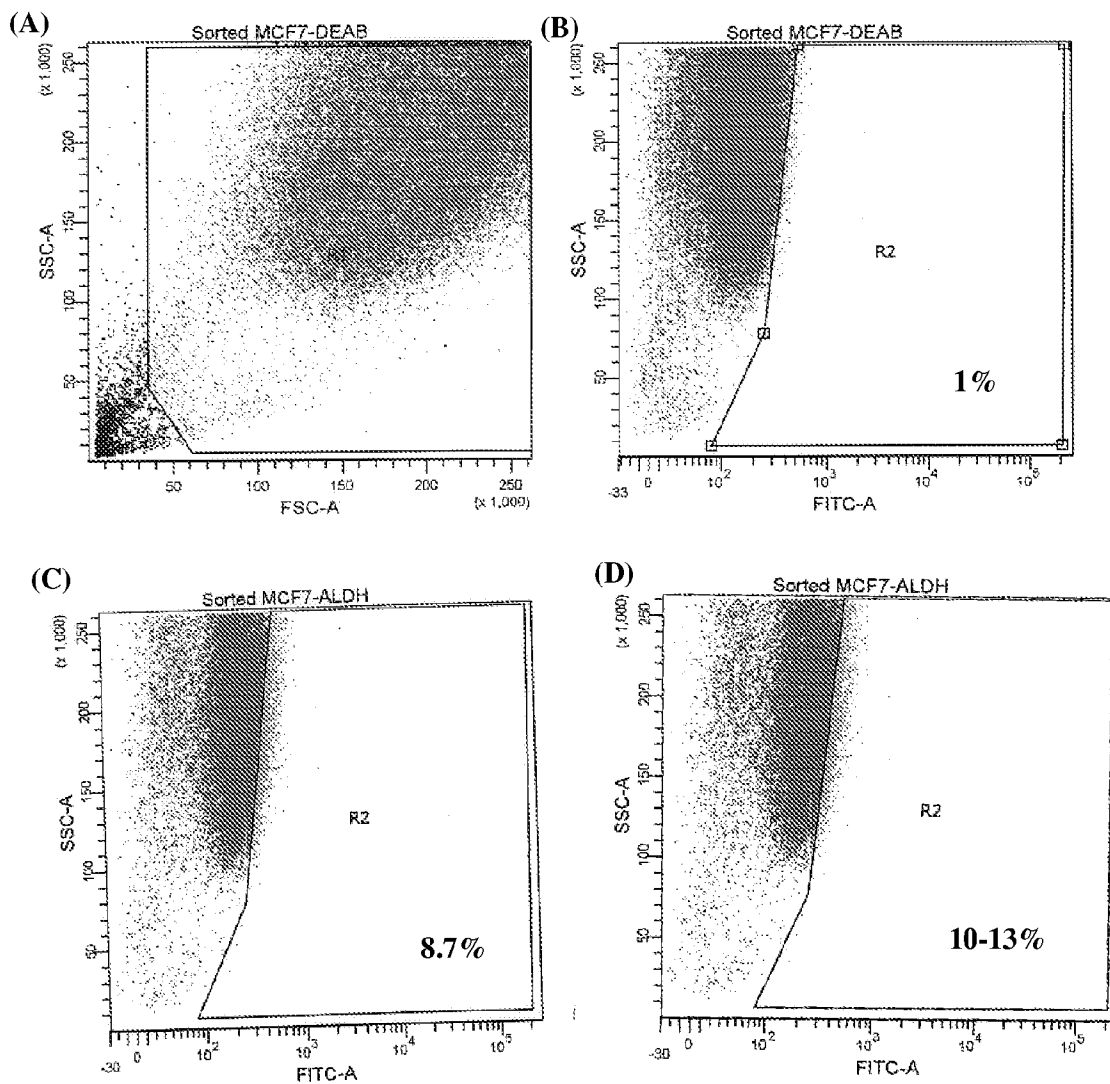 (A)
Sorted MCF7-DEAB
(x 1,000)
250
200
150
100
50
SSC-A
50 100 150 200 250
FSC-A
(x 1,000)
(B)
Sorted MCF7-DEAB
(x 1,000)
250
200
150
100
50
SSC-A
R2
1%
-33 0 10² 10³ 10⁴ 10⁵
FITC-A
(C)
Sorted MCF7-ALDH
(x 1,000)
250
200
150
100
50
SSC-A
R2
8.7%
-30 0 10² 10³ 10⁴ 10⁵
FITC-A
(D)
Sorted MCF7-ALDH
(x 1,000)
250
200
150
100
50
SSC-A
R2
10-13%
-30 0 10² 10³ 10⁴ 10⁵
FITC-A